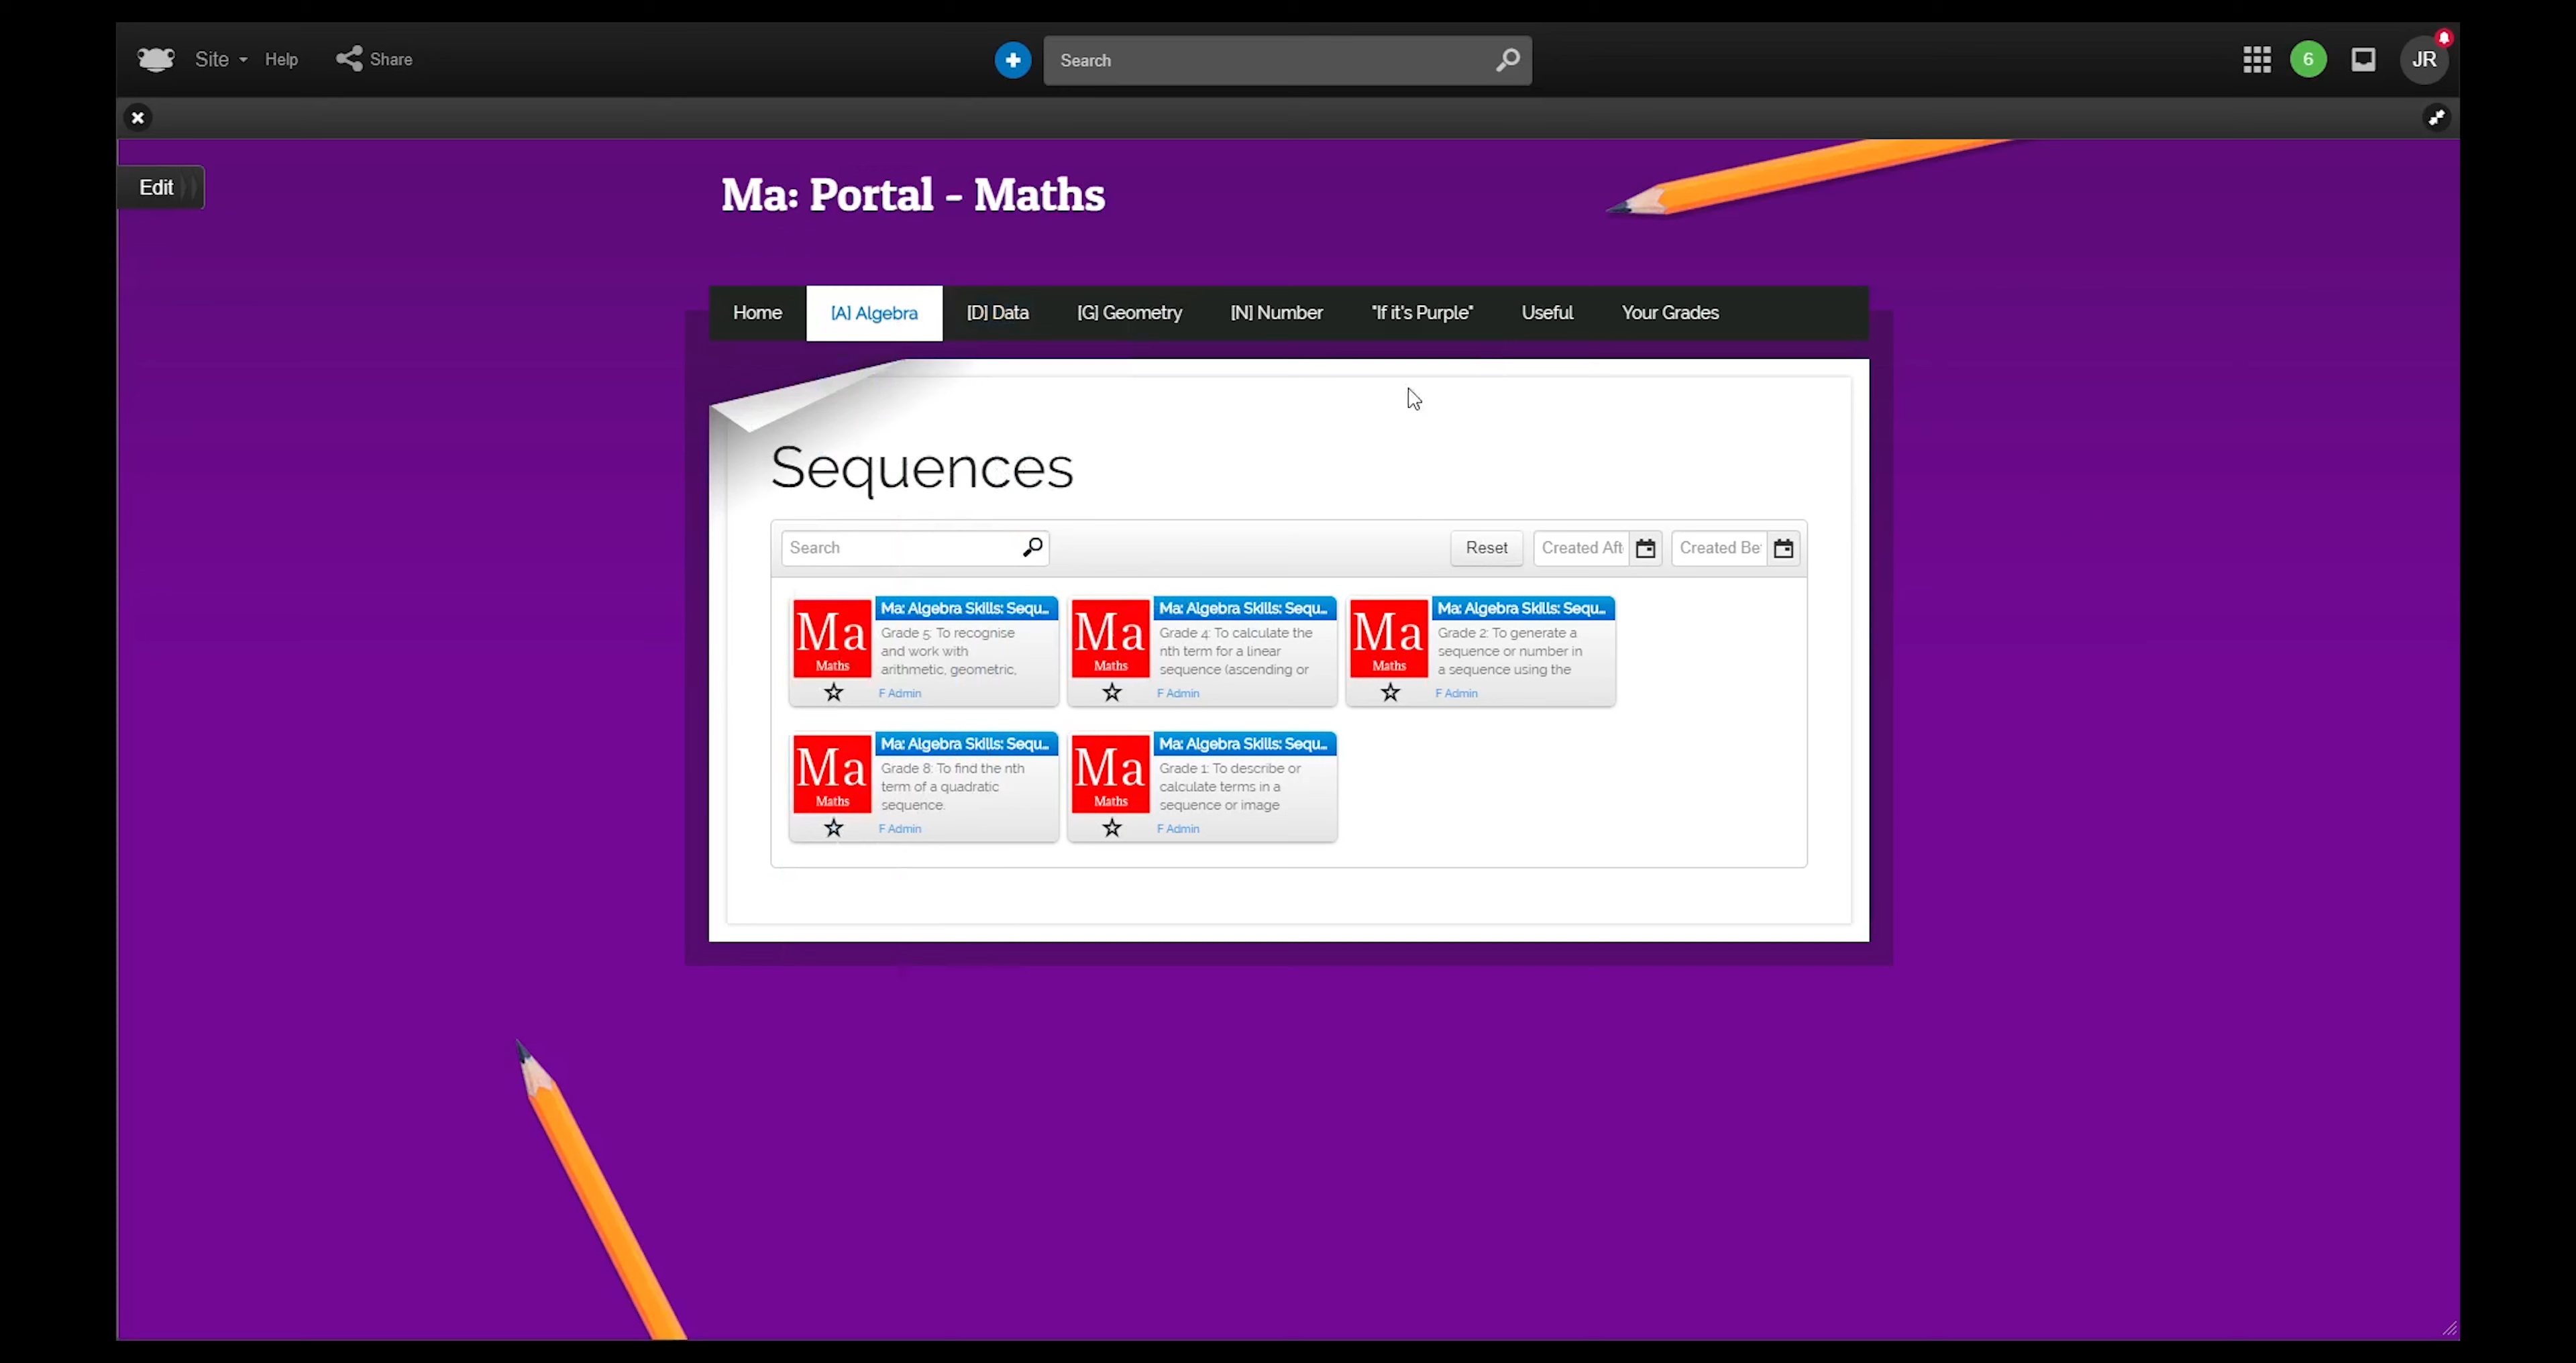 Site Help Share Search 6 JR
Edit
Ma: Portal - Maths
Home [A] Algebra [D] Data [G] Geometry [N] Number "If it's Purple" Useful Your Grades
Sequences
Search Reset Created Aft Created Be
Ma: Algebra Skills: Sequ...
Grade 5: To recognise
and work with
arithmetic, geometric,
F Admin
Ma
Maths
Ma: Algebra Skills: Sequ...
Grade 4: To calculate the
nth term for a linear
sequence (ascending or
F Admin
Ma
Maths
Ma: Algebra Skills: Sequ...
Grade 2: To generate a
sequence or number in
a sequence using the
F Admin
Ma
Maths
Ma: Algebra Skills: Sequ...
Grade 8: To find the nth
term of a quadratic
sequence.
F Admin
Ma
Maths
Ma: Algebra Skills: Sequ...
Grade 1: To describe or
calculate terms in a
sequence or image
F Admin
Ma
Maths